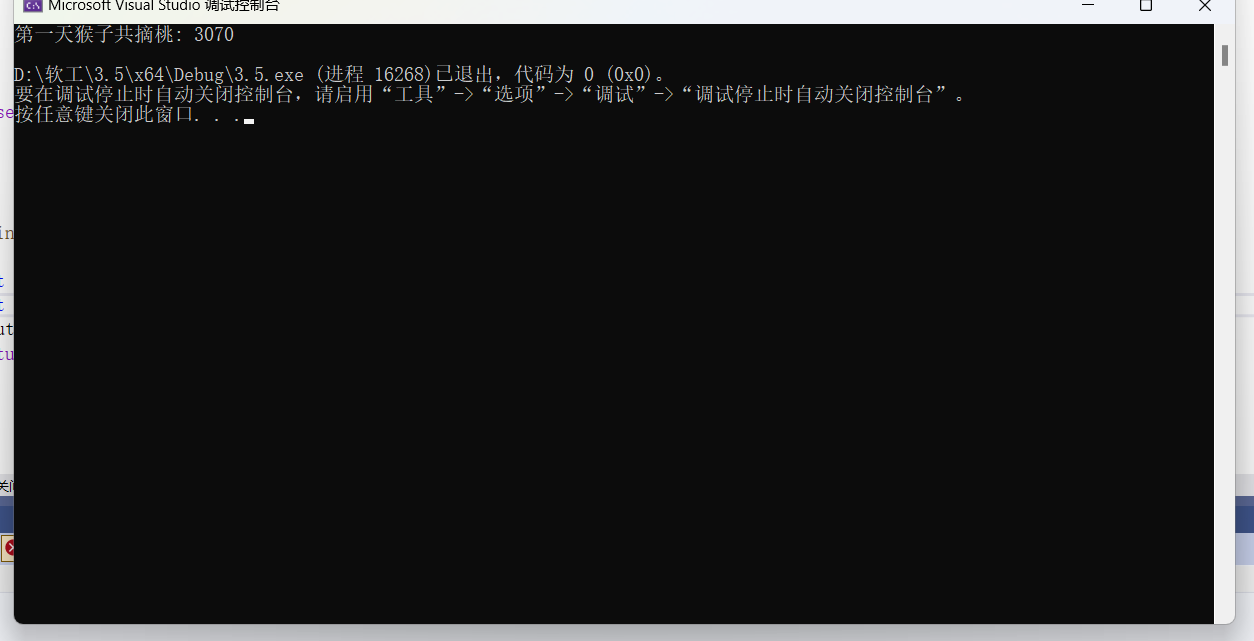 Microsoft Visual Studio 调试控制台
第一天猴子共摘桃: 3070
D:\软工\3.5\x64\Debug\3.5.exe (进程 16268)已退出，代码为 0 (0x0)。
要在调试停止时自动关闭控制台，请启用“工具”->“选项”->“调试”->“调试停止时自动关闭控制台”。
按任意键关闭此窗口. . .